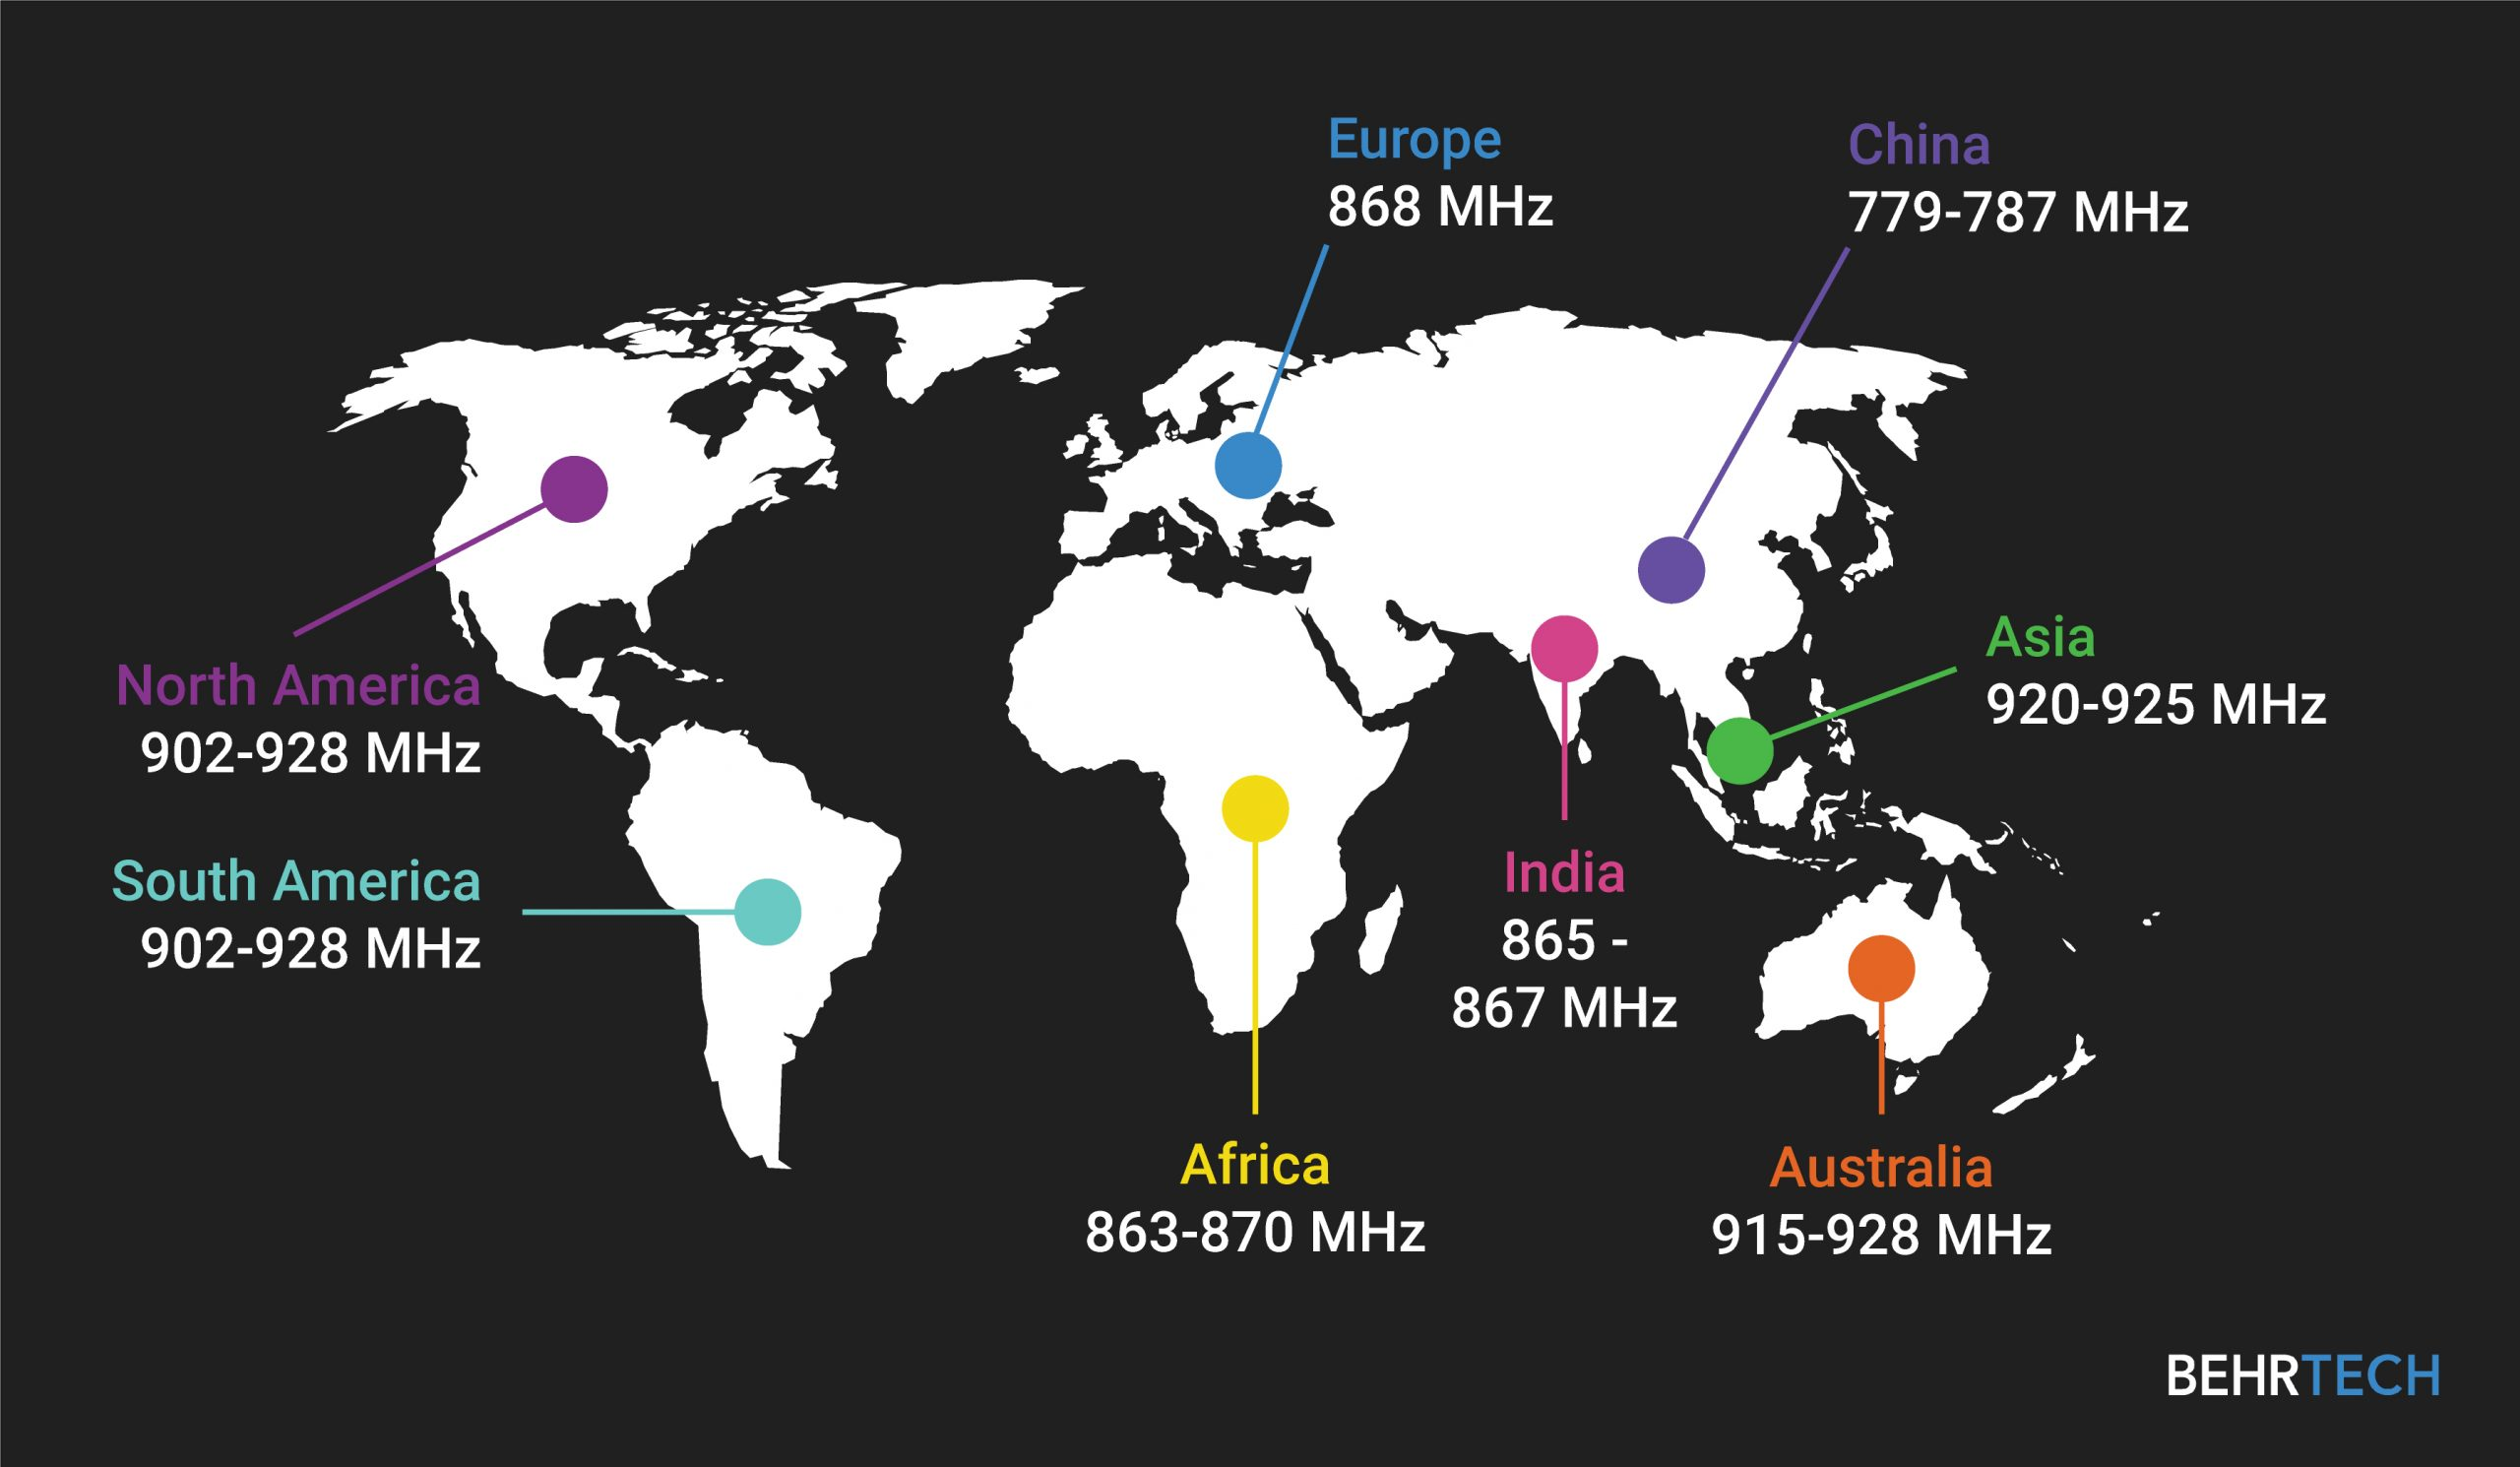 Europe
868 MHz
China
779-787 MHz
Asia
920-925 MHz
North America
902-928 MHz
South America
902-928 MHz
India
865 -
867 MHz
Africa
863-870 MHz
Australia
915-928 MHz
BEHRTECH